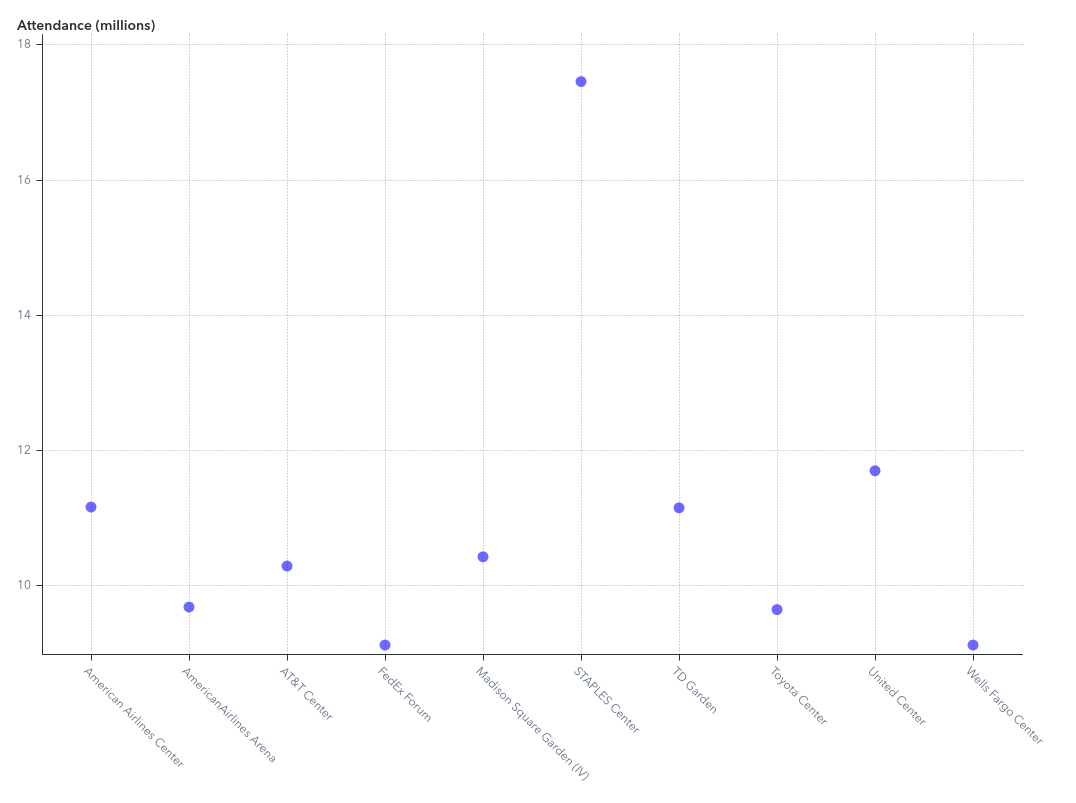 Attendance (millions)
18
16
14
12
10
American Airlines Center
AmericanAirlines Arena
AT&T Center
FedEx Forum
Madison Square Garden (IV)
STAPLES Center
TD Garden
Toyota Center
United Center
Wells Fargo Center